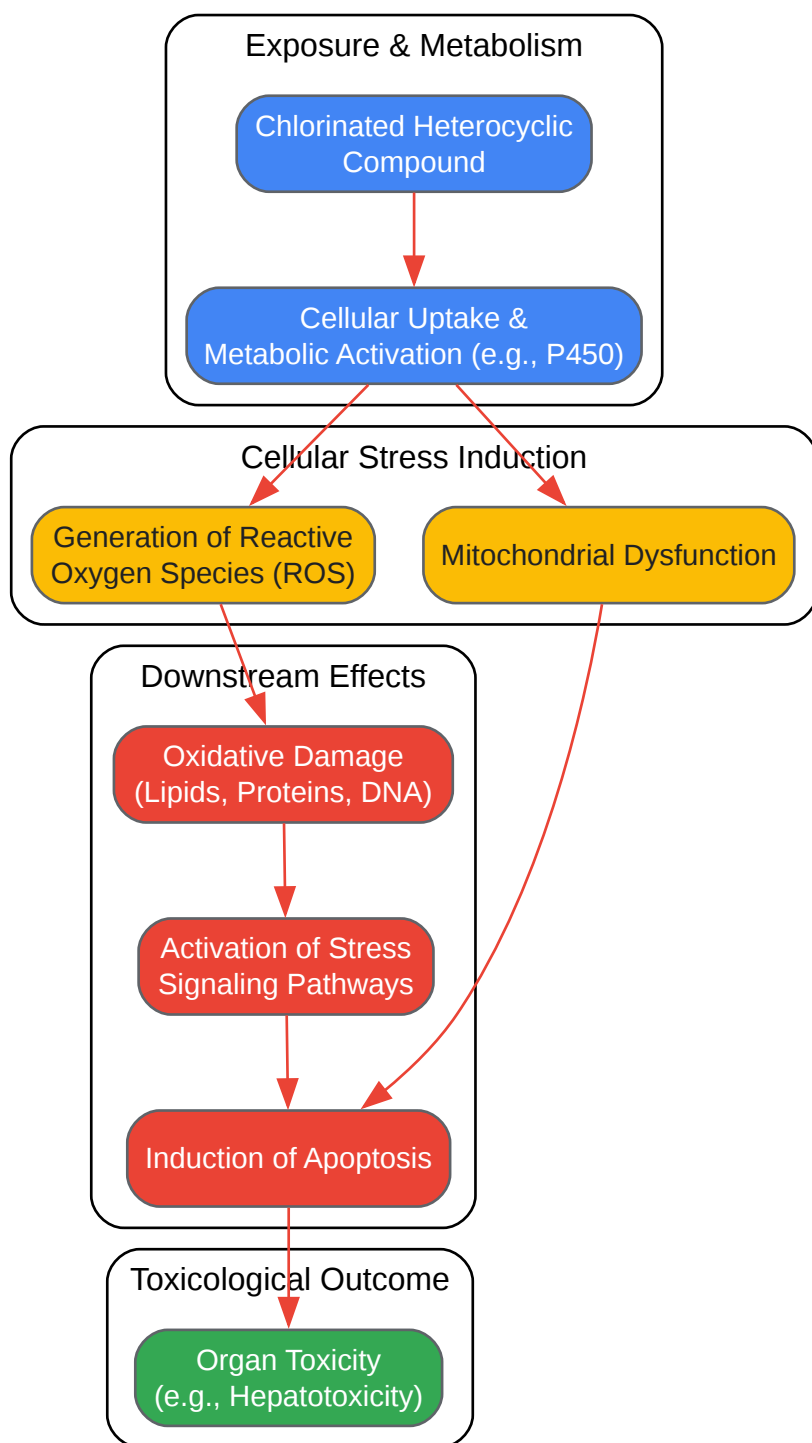 Exposure & Metabolism
Chlorinated Heterocyclic
Compound
Cellular Uptake &
Metabolic Activation (e.g., P450)
Cellular Stress Induction
Generation of Reactive
Oxygen Species (ROS)
Mitochondrial Dysfunction
Downstream Effects
Oxidative Damage
(Lipids, Proteins, DNA)
Activation of Stress
Signaling Pathways
Induction of Apoptosis
Toxicological Outcome
Organ Toxicity
(e.g., Hepatotoxicity)